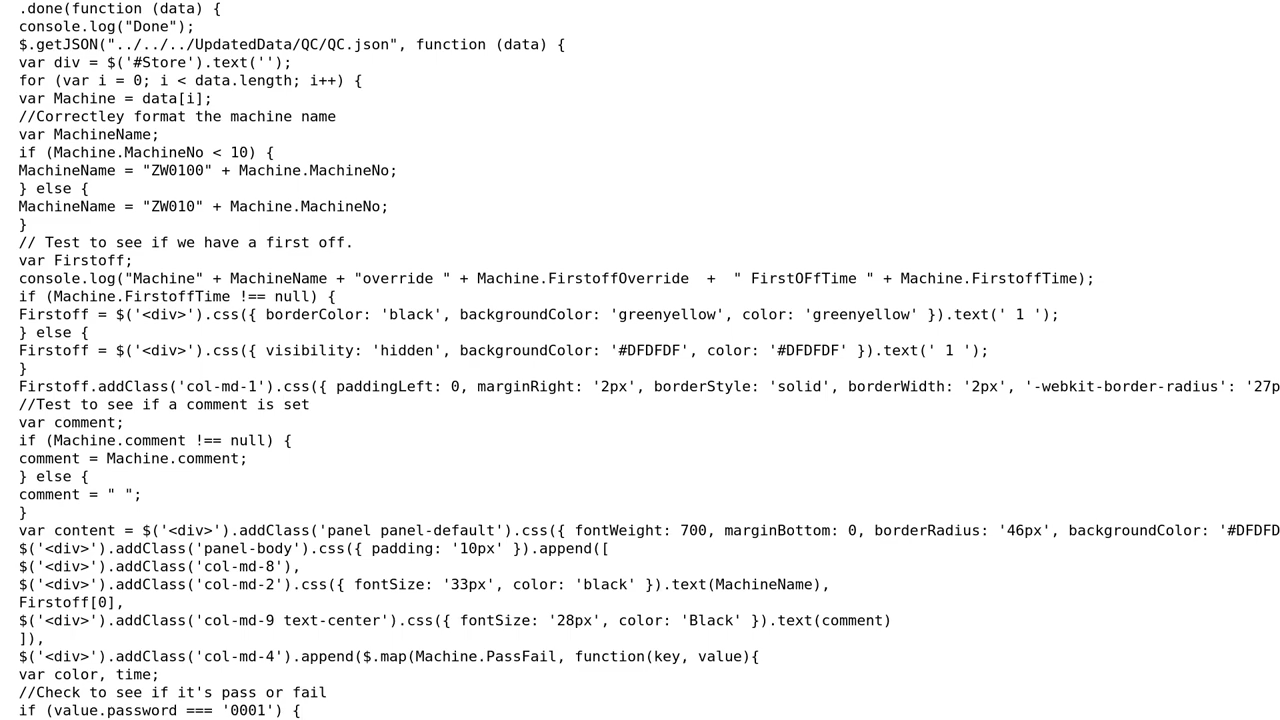 .done(function (data) {
console.log("Done");
$.getJSON("../../../UpdatedData/QC/QC.json", function (data) {
var div = $('#Store').text('');
for (var i = 0; i < data.length; i++) {
var Machine = data[i];
//Correctley format the machine name
var MachineName;
if (Machine.MachineNo < 10) {
MachineName = "ZW0100" + Machine.MachineNo;
} else {
MachineName = "ZW010" + Machine.MachineNo;
}
// Test to see if we have a first off.
var Firstoff;
console.log("Machine" + MachineName + "override " + Machine.FirstoffOverride  +  " FirstOFfTime " + Machine.FirstoffTime);
if (Machine.FirstoffTime !== null) {
Firstoff = $('<div>').css({ borderColor: 'black', backgroundColor: 'greenyellow', color: 'greenyellow' }).text(' 1 ');
} else {
Firstoff = $('<div>').css({ visibility: 'hidden', backgroundColor: '#DFDFDF', color: '#DFDFDF' }).text(' 1 ');
}
Firstoff.addClass('col-md-1').css({ paddingLeft: 0, marginRight: '2px', borderStyle: 'solid', borderWidth: '2px', '-webkit-border-radius': '27p
//Test to see if a comment is set
var comment;
if (Machine.comment !== null) {
comment = Machine.comment;
} else {
comment = " ";
}
var content = $('<div>').addClass('panel panel-default').css({ fontWeight: 700, marginBottom: 0, borderRadius: '46px', backgroundColor: '#DFDFD
$('<div>').addClass('panel-body').css({ padding: '10px' }).append([
$('<div>').addClass('col-md-8'),
$('<div>').addClass('col-md-2').css({ fontSize: '33px', color: 'black' }).text(MachineName),
Firstoff[0],
$('<div>').addClass('col-md-9 text-center').css({ fontSize: '28px', color: 'Black' }).text(comment)
]),
$('<div>').addClass('col-md-4').append($.map(Machine.PassFail, function(key, value){
var color, time;
//Check to see if it's pass or fail
if (value.password === '0001') {